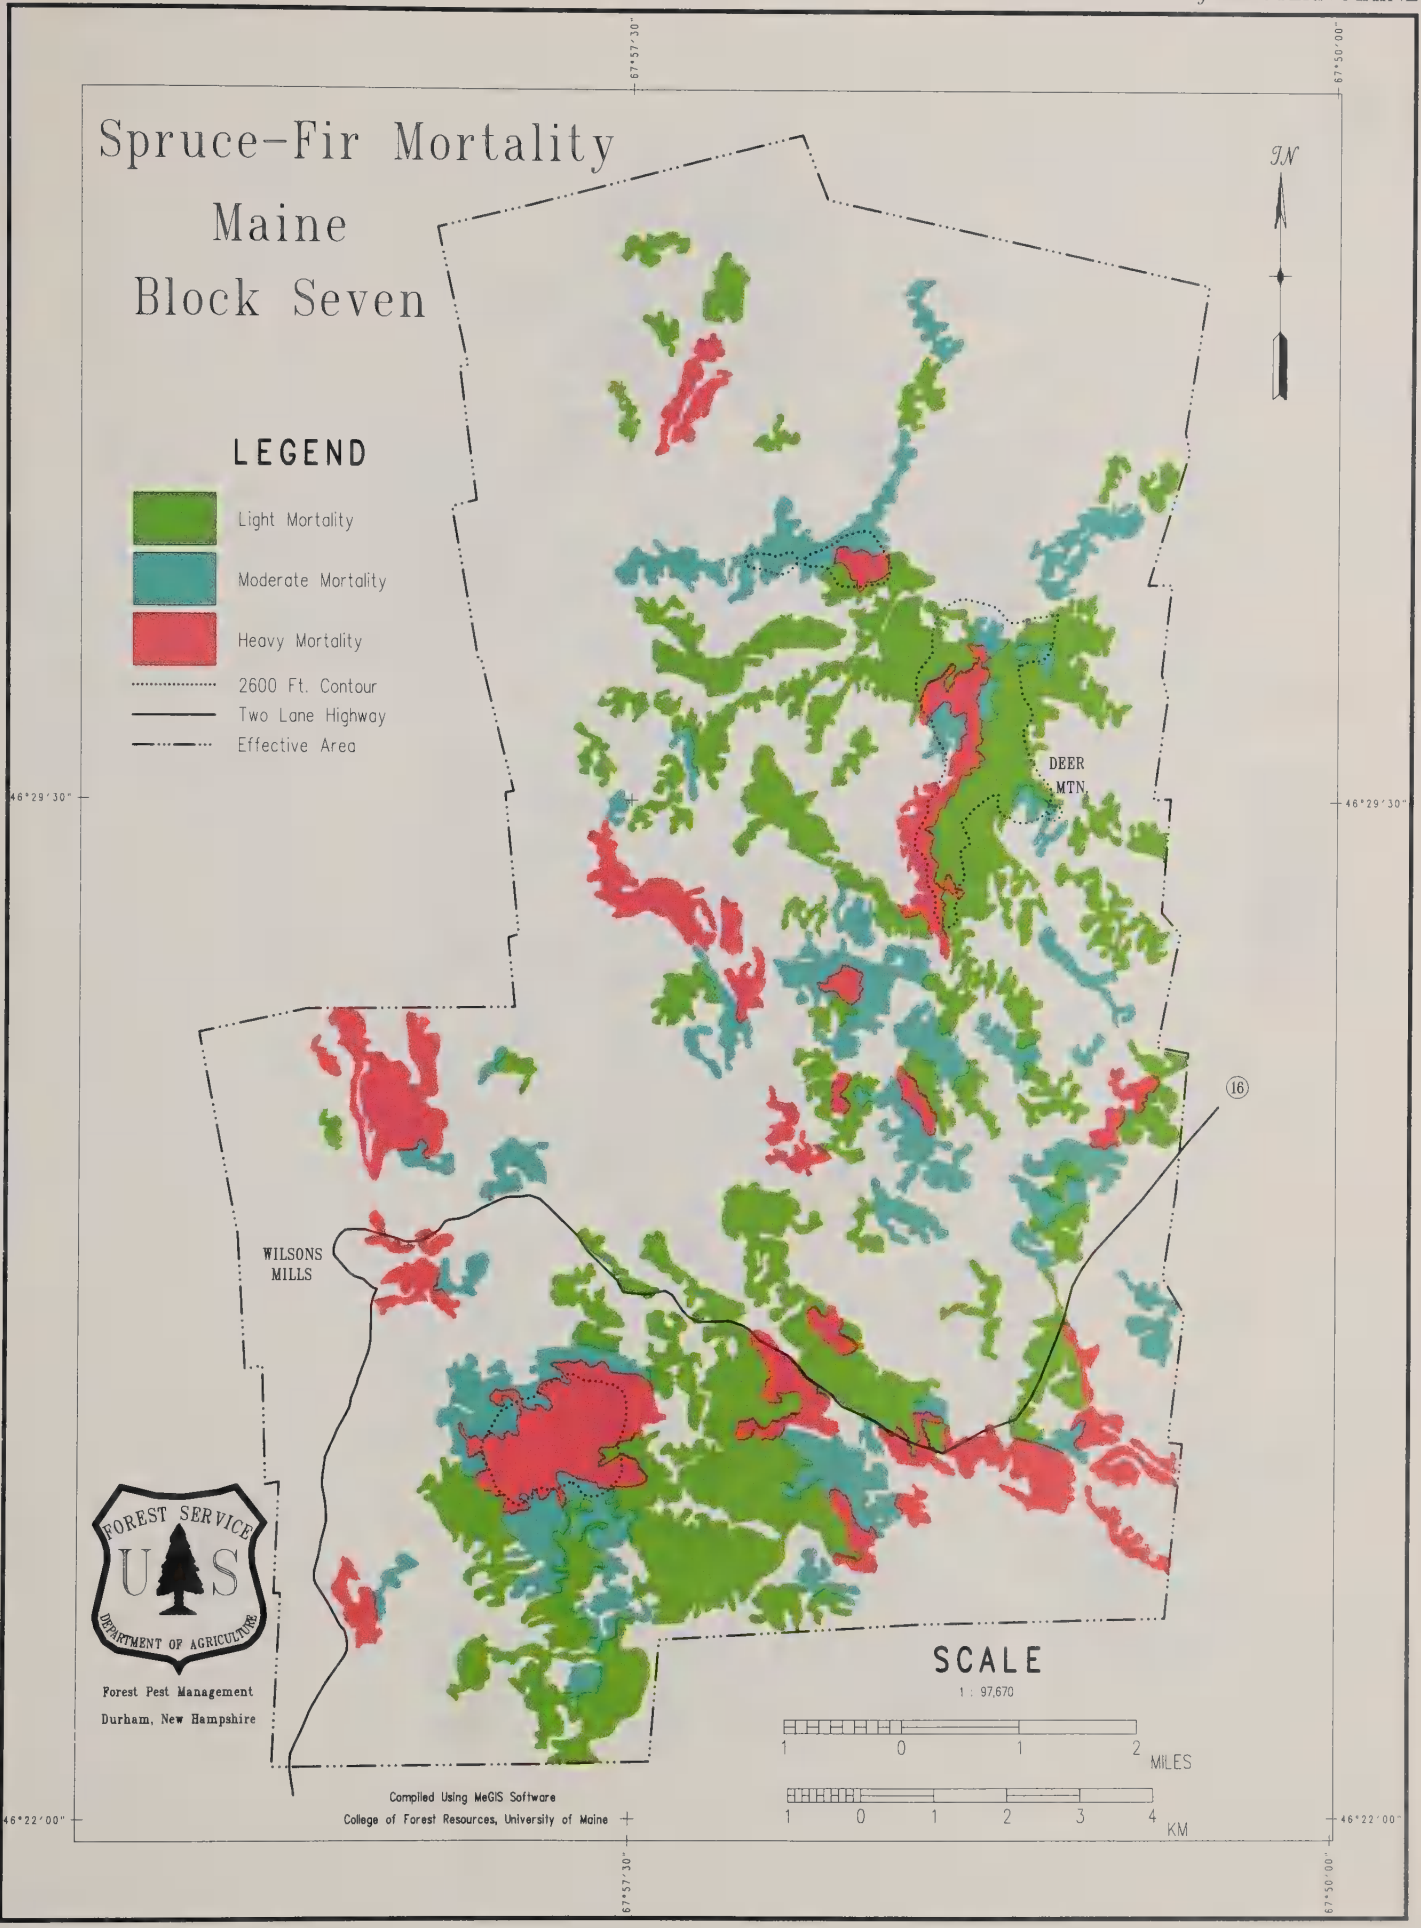 67°57'30"
67°50'00"
Spruce-Fir Mortality
Maine
Block Seven
N
LEGEND
Light Mortality
Moderate Mortality
Heavy Mortality
2600 Ft. Contour
Two Lane Highway
Effective Area
DEER
MTN.
46°29'30"
46°29'30"
16
WILSONS
MILLS
FOREST SERVICE
U S
DEPARTMENT OF AGRICULTURE
Forest Pest Management
Durham, New Hampshire
SCALE
1 : 97,670
1 0 1 2
MILES
1 0 1 2 3 4
KM
Compiled Using MeGIS Software
College of Forest Resources, University of Maine
46°22'00"
46°22'00"
67°57'30"
67°50'00"